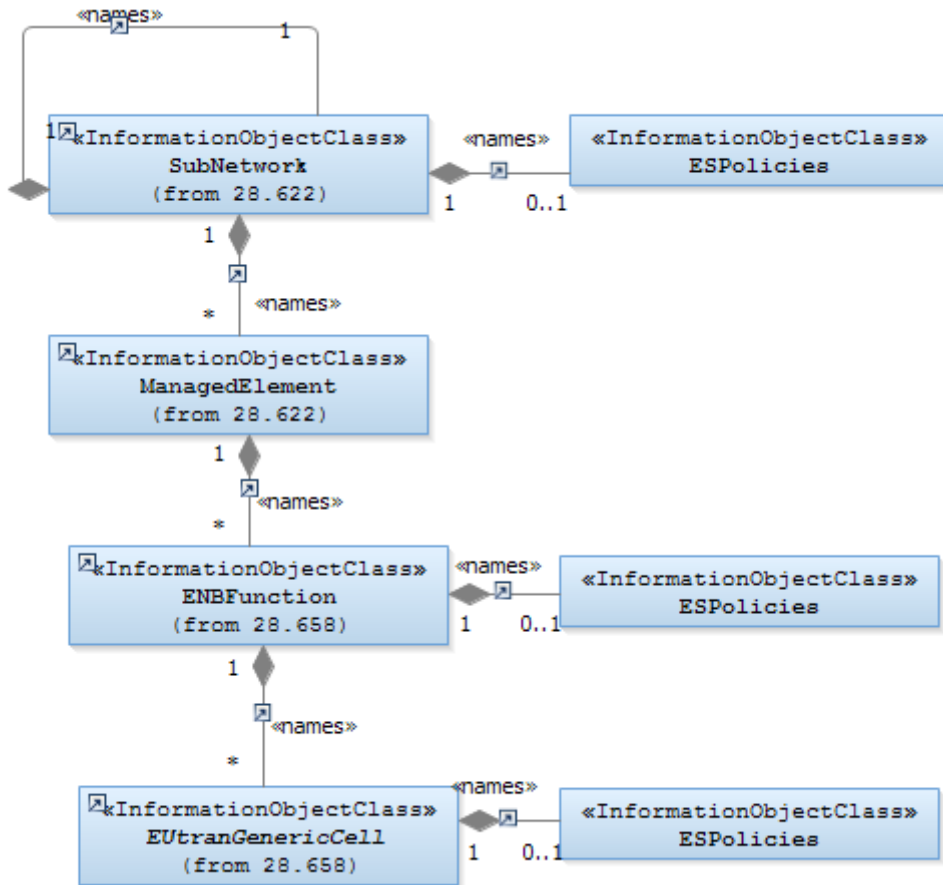 «names»
1
1
«InformationObjectClass»
SubNetwork
(from 28.622)
«names»
1
0..1
«InformationObjectClass»
ESPolicies
1
«names»
*
«InformationObjectClass»
ManagedElement
(from 28.622)
1
«names»
*
«InformationObjectClass»
ENBFunction
(from 28.658)
«names»
1
0..1
«InformationObjectClass»
ESPolicies
1
«names»
*
«InformationObjectClass»
EUtranGenericCell
(from 28.658)
«names»
1
0..1
«InformationObjectClass»
ESPolicies